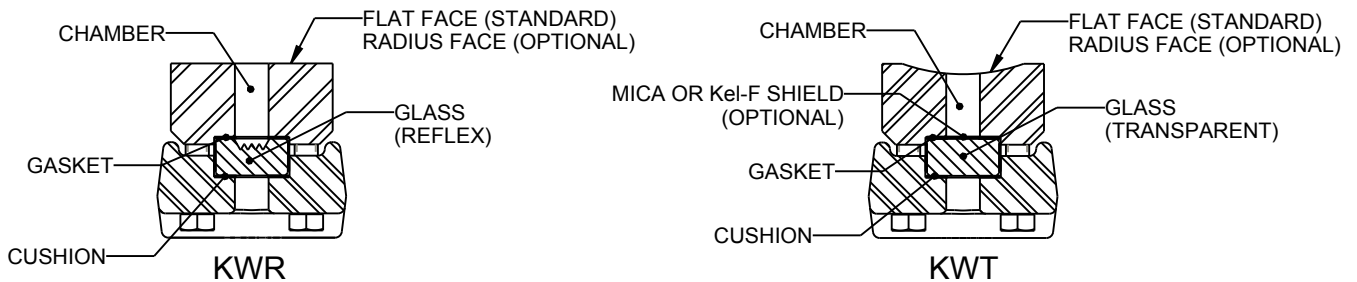 CHAMBER
FLAT FACE (STANDARD)
RADIUS FACE (OPTIONAL)
GLASS
(REFLEX)
GASKET
CUSHION
KWR
CHAMBER
FLAT FACE (STANDARD)
RADIUS FACE (OPTIONAL)
MICA OR Kel-F SHIELD
(OPTIONAL)
GLASS
(TRANSPARENT)
GASKET
CUSHION
KWT